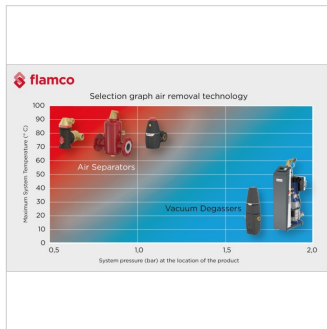 flamco
Selection graph air removal technology
Maximum System Temperature (° C)
100
90
80
70
60
50
40
30
20
10
0
Air Separators
Vacuum Degassers
0,5
1,0
1,5
2,0
System pressure (bar) at the location of the product